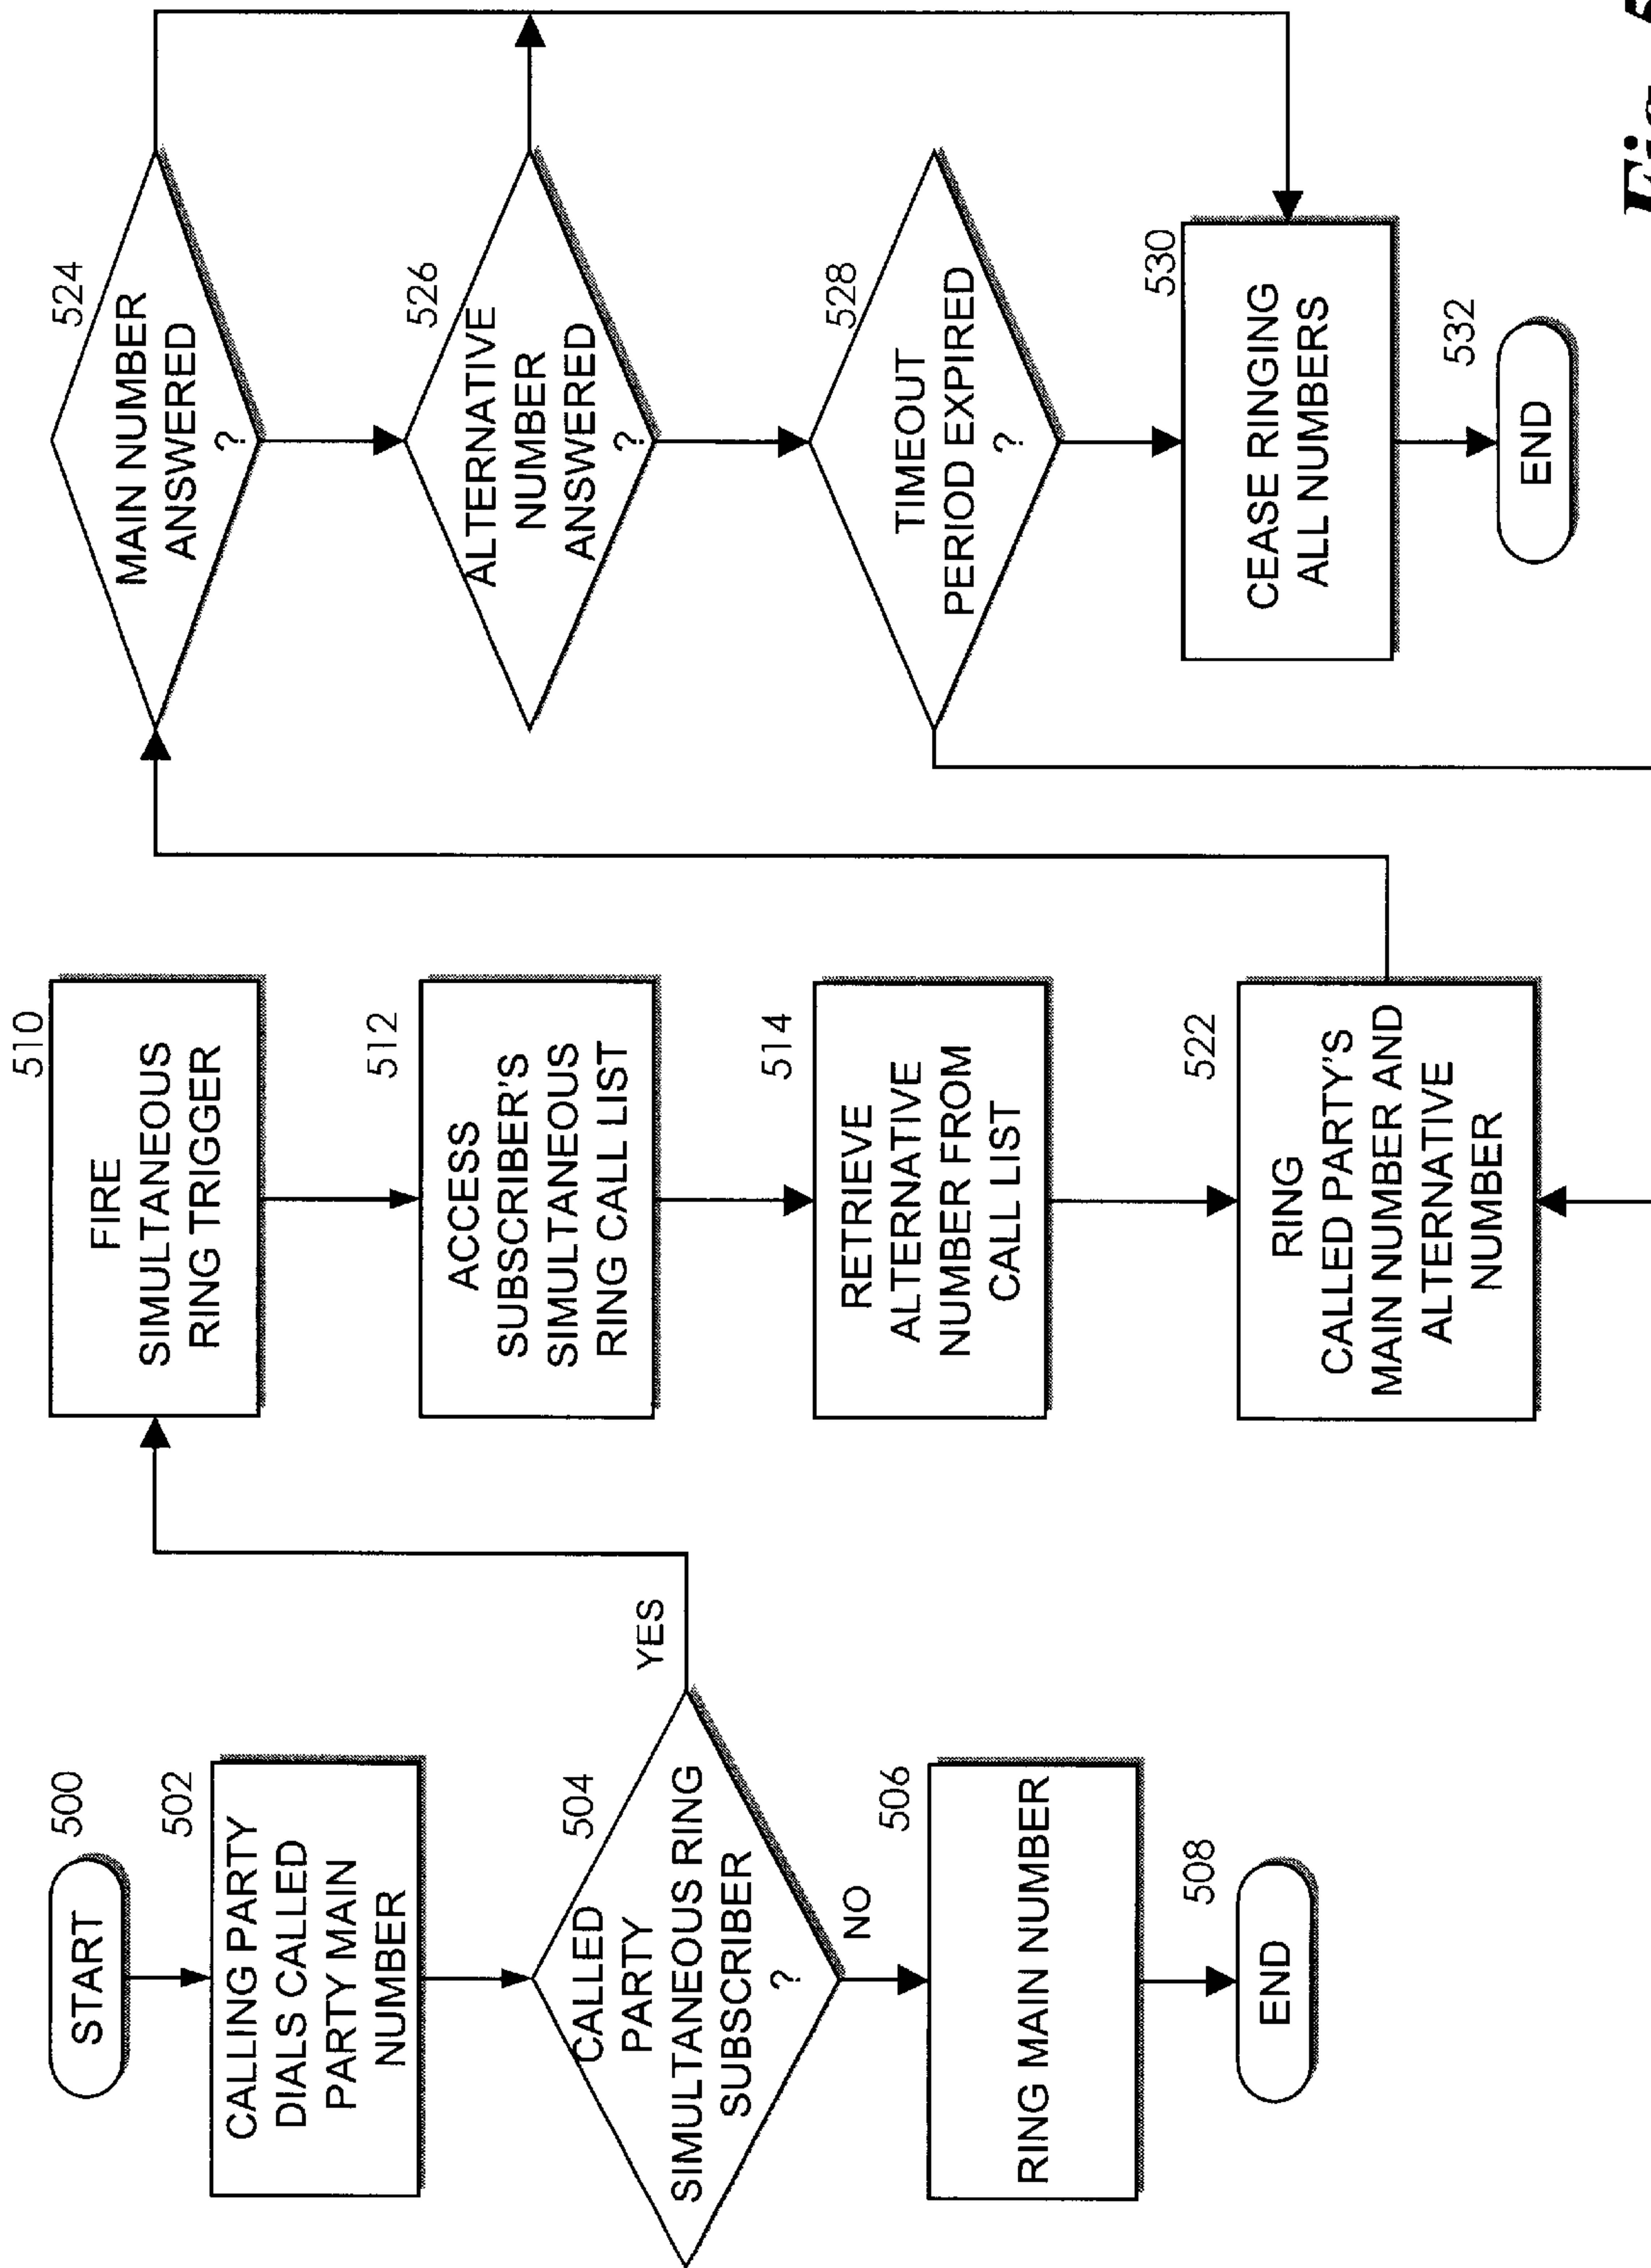 START
500
CALLING PARTY
DIALS CALLED
PARTY MAIN
NUMBER
502
CALLED
PARTY
SIMULTANEOUS RING
SUBSCRIBER
?
504
YES
NO
RING MAIN NUMBER
506
END
508
FIRE
SIMULTANEOUS
RING TRIGGER
510
ACCESS
SUBSCRIBER'S
SIMULTANEOUS
RING CALL LIST
512
RETRIEVE
ALTERNATIVE
NUMBER FROM
CALL LIST
514
RING
CALLED PARTY'S
MAIN NUMBER AND
ALTERNATIVE
NUMBER
522
MAIN NUMBER
ANSWERED
?
524
ALTERNATIVE
NUMBER
ANSWERED
?
526
TIMEOUT
PERIOD EXPIRED
?
528
CEASE RINGING
ALL NUMBERS
530
END
532
Fig. 5